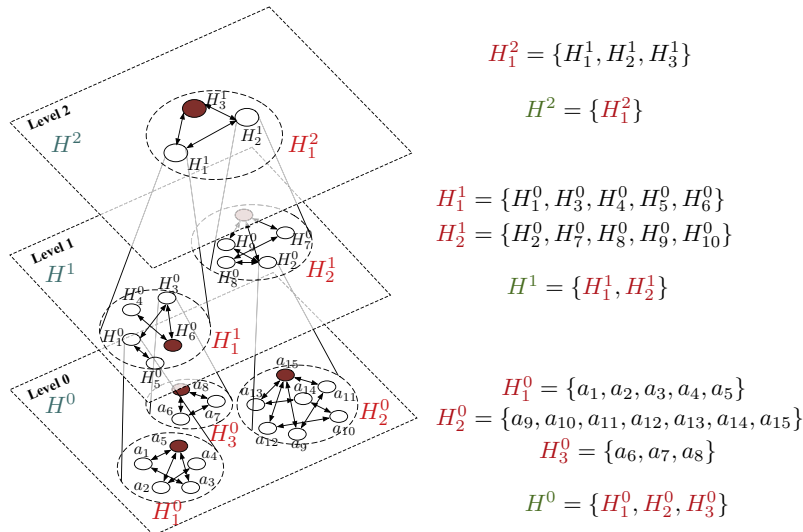 Level 2
H^2
H_3^1
H_2^1
H_1^1
H_1^2
Level 1
H^1
H_9^0
H_7^0
H_8^0
H_2^0
H_2^1
H_3^0
H_4^0
H_1^0
H_6^0
H_5^0
H_1^1
Level 0
H^0
a_8
a_6
a_7
H_3^0
a_15
a_13
a_14
a_11
a_12
a_9
a_10
H_2^0
a_5
a_1
a_4
a_2
a_3
H_1^0
H_1^2 = {H_1^1, H_2^1, H_3^1}
H^2 = {H_1^2}
H_1^1 = {H_1^0, H_3^0, H_4^0, H_5^0, H_6^0}
H_2^1 = {H_2^0, H_7^0, H_8^0, H_9^0, H_10^0}
H^1 = {H_1^1, H_2^1}
H_1^0 = {a_1, a_2, a_3, a_4, a_5}
H_2^0 = {a_9, a_10, a_11, a_12, a_13, a_14, a_15}
H_3^0 = {a_6, a_7, a_8}
H^0 = {H_1^0, H_2^0, H_3^0}